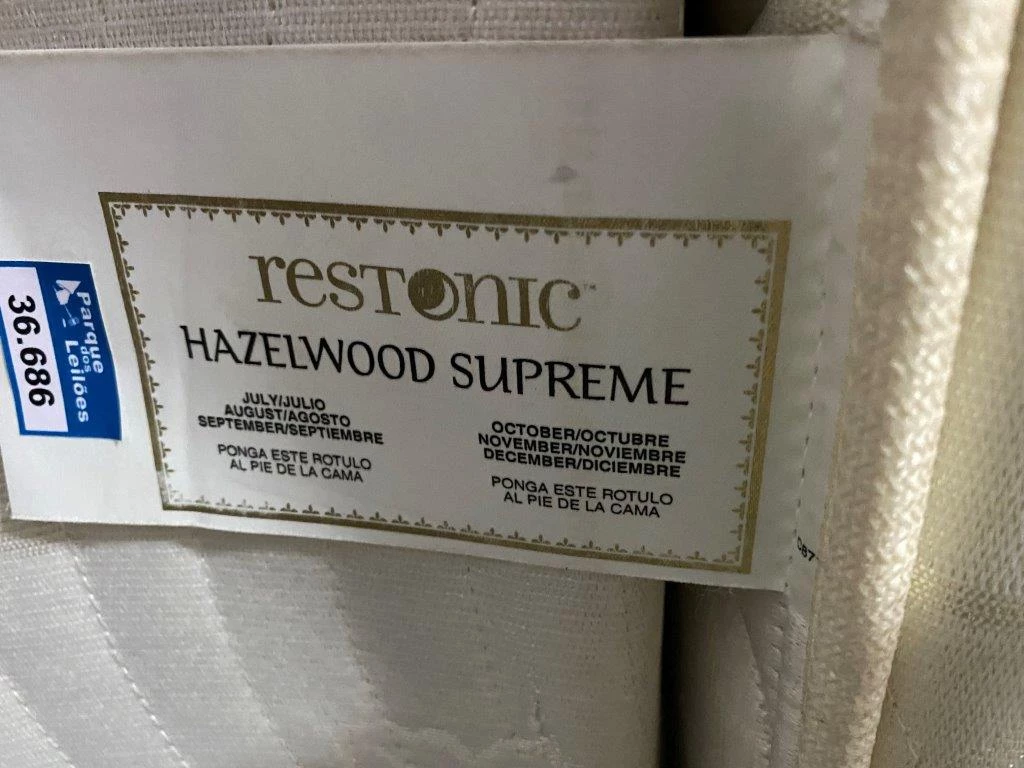 restonic™
HAZELWOOD SUPREME
JULY/JULIO
AUGUST/AGOSTO
SEPTEMBER/SEPTIEMBRE
PONGA ESTE ROTULO
AL PIE DE LA CAMA
OCTOBER/OCTUBRE
NOVEMBER/NOVIEMBRE
DECEMBER/DICIEMBRE
PONGA ESTE ROTULO
AL PIE DE LA CAMA
Parque
dos
Leilões
36.686